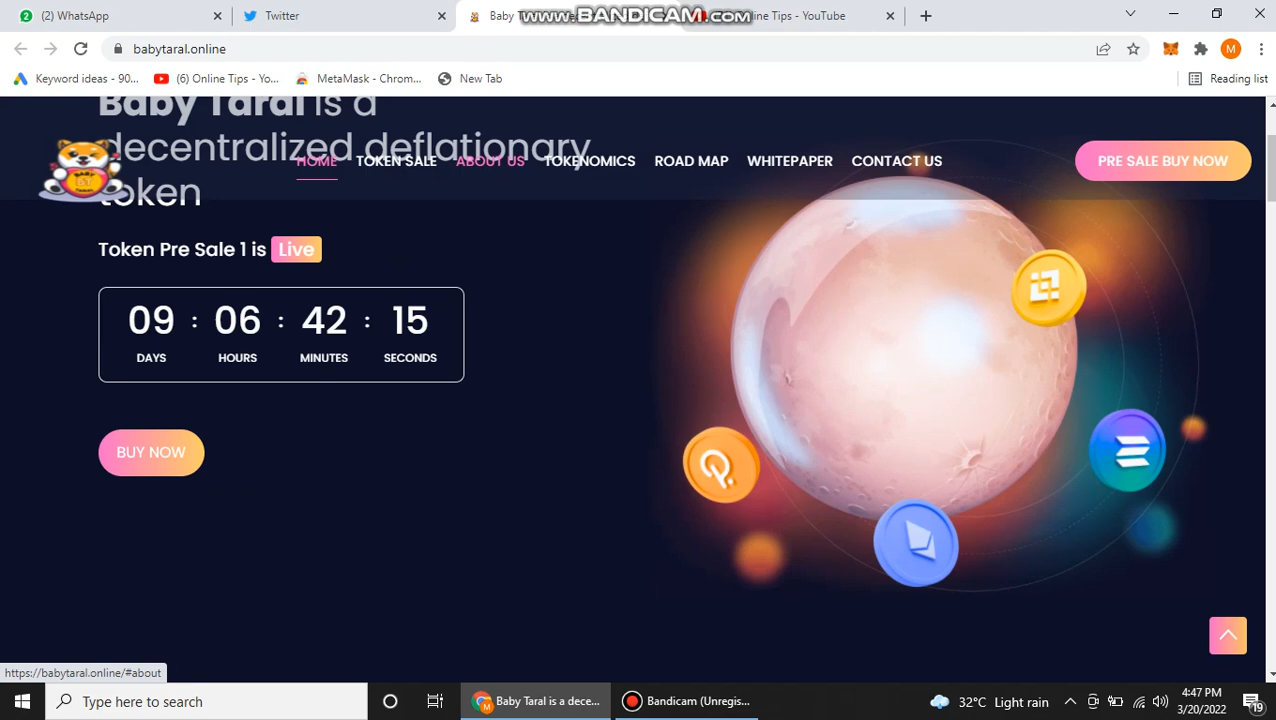 (2) WhatsApp
Twitter
Baby Ta
www.BANDICAM.com
ine Tips - YouTube
babytaral.online
Keyword ideas - 90...
(6) Online Tips - Yo...
MetaMask - Chrom...
New Tab
M
Reading list
Baby Taral is a
decentralized deflationary
token
HOME
TOKEN SALE
ABOUT US
TOKENOMICS
ROAD MAP
WHITEPAPER
CONTACT US
PRE SALE BUY NOW
BABY
Token Pre Sale 1 is Live
09 : 06 : 42 : 15
DAYS HOURS MINUTES SECONDS
BUY NOW
https://babytaral.online/#about
Type here to search
Baby Taral is a dece...
Bandicam (Unregis...
32°C Light rain
4:47 PM
3/20/2022
19